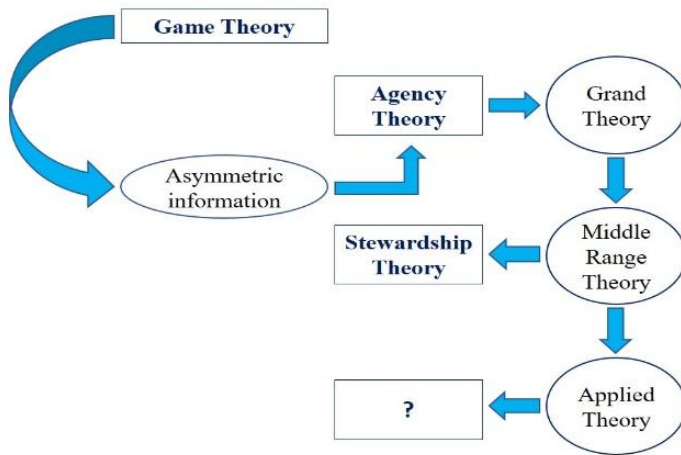 Game Theory
Agency
Theory
Grand
Theory
Asymmetric
information
Stewardship
Theory
Middle
Range
Theory
?
Applied
Theory